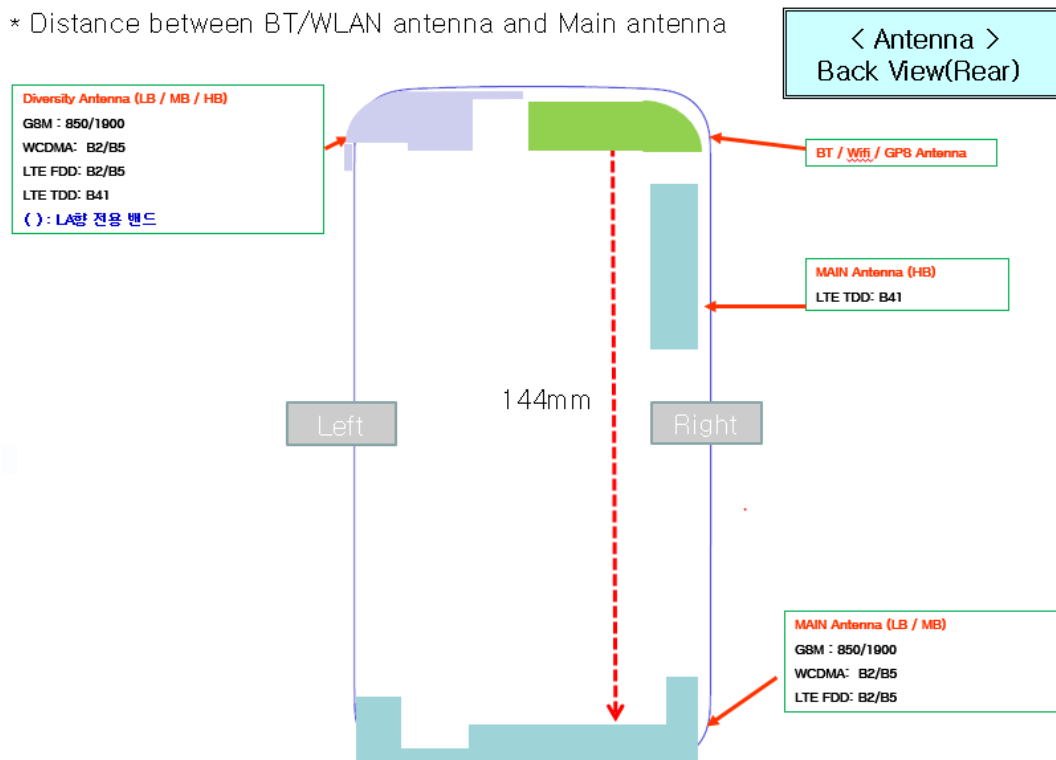 * Distance between BT/WLAN antenna and Main antenna
< Antenna >
Back View(Rear)
Diversity Antenna (LB / MB / HB)
GSM : 850/1900
WCDMA: B2/B5
LTE FDD: B2/B5
LTE TDD: B41
( ) : LA향 전용 밴드
BT / Wifi / GPS Antenna
MAIN Antenna (HB)
LTE TDD: B41
144mm
Left
Right
MAIN Antenna (LB / MB)
GSM : 850/1900
WCDMA: B2/B5
LTE FDD: B2/B5